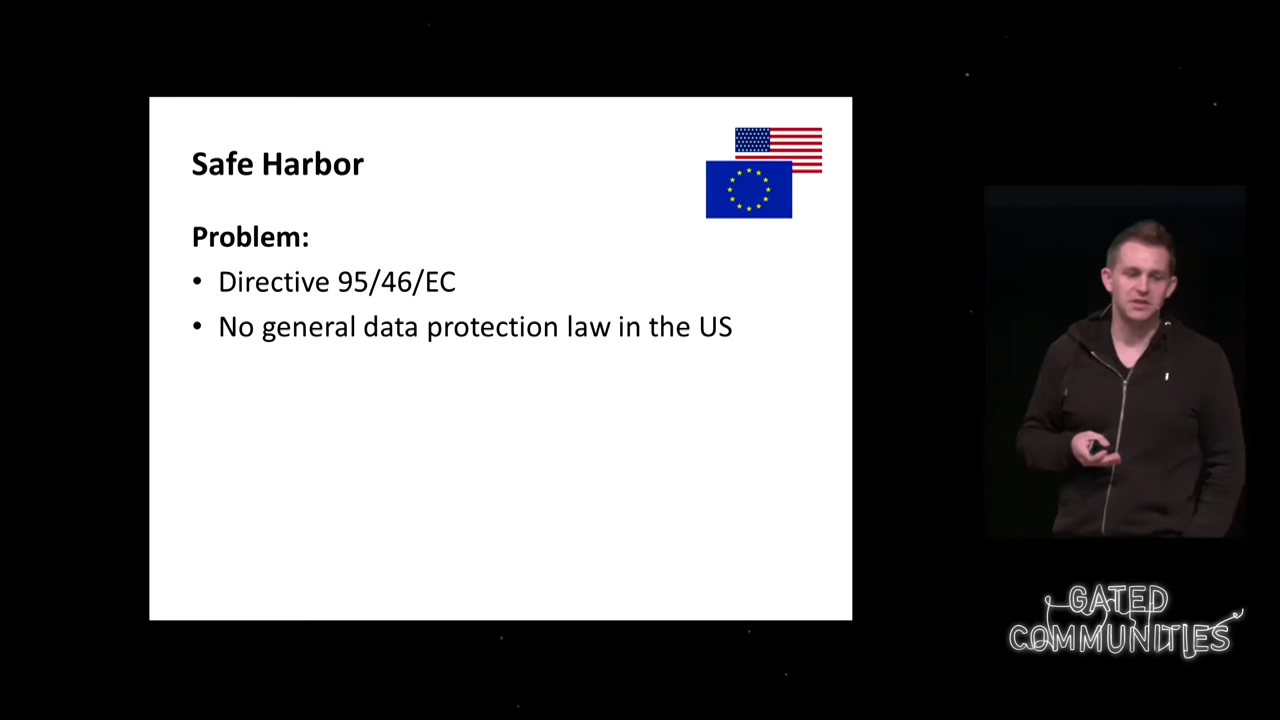 Safe Harbor
Problem:
• Directive 95/46/EC
• No general data protection law in the US
GATED
COMMUNITIES